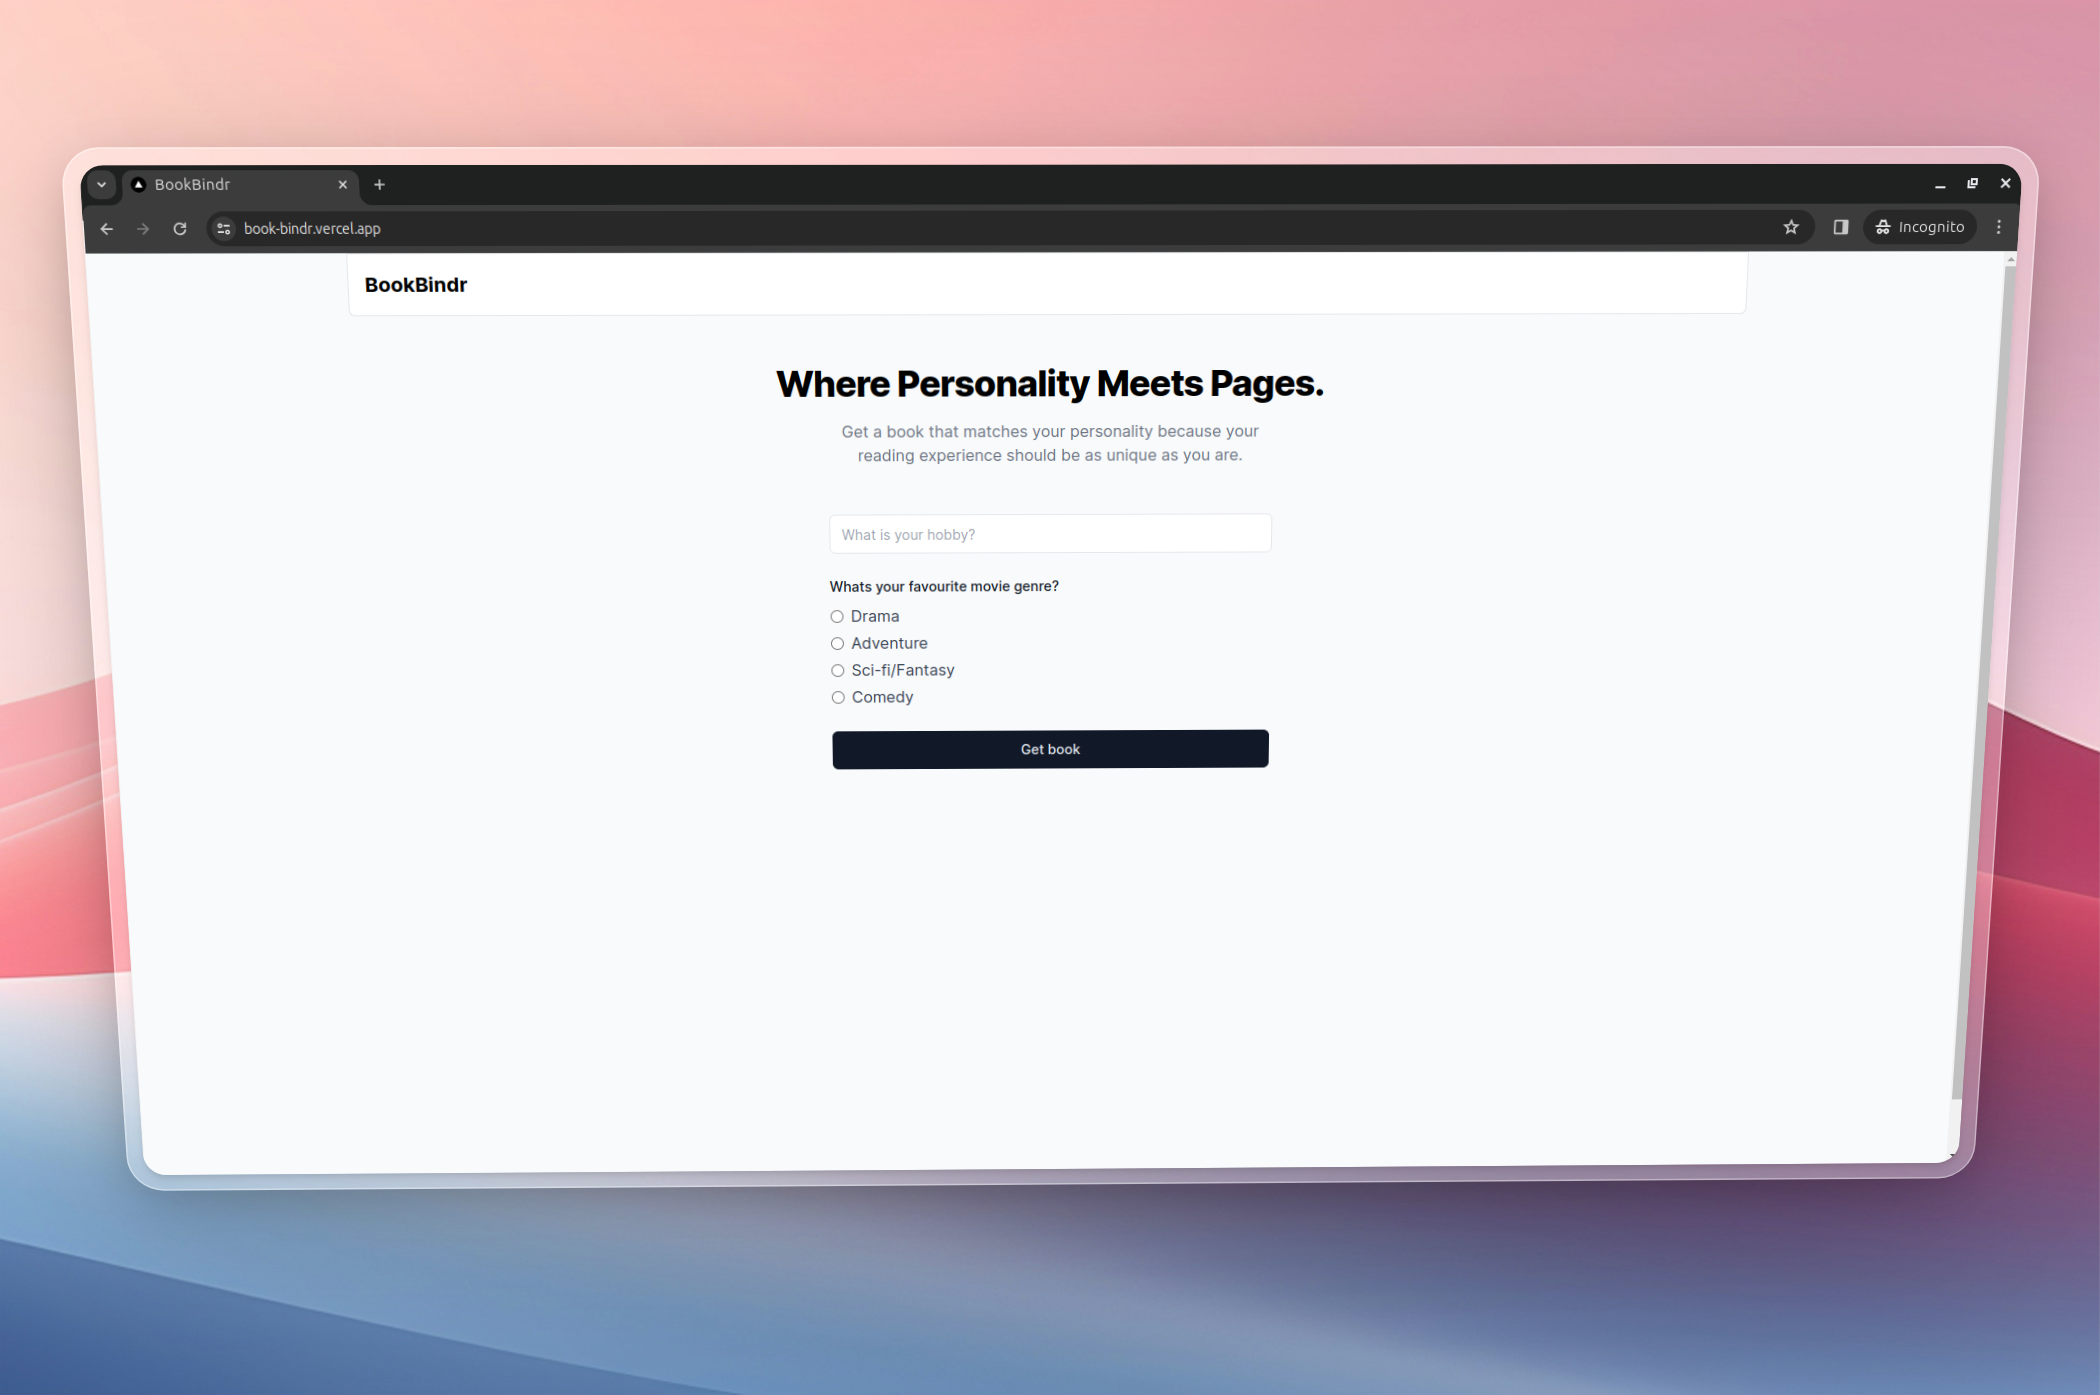 BookBindr
book-bindr.vercel.app
Incognito
BookBindr
Where Personality Meets Pages.
Get a book that matches your personality because your
reading experience should be as unique as you are.
What is your hobby?
Whats your favourite movie genre?
Drama
Adventure
Sci-fi/Fantasy
Comedy
Get book